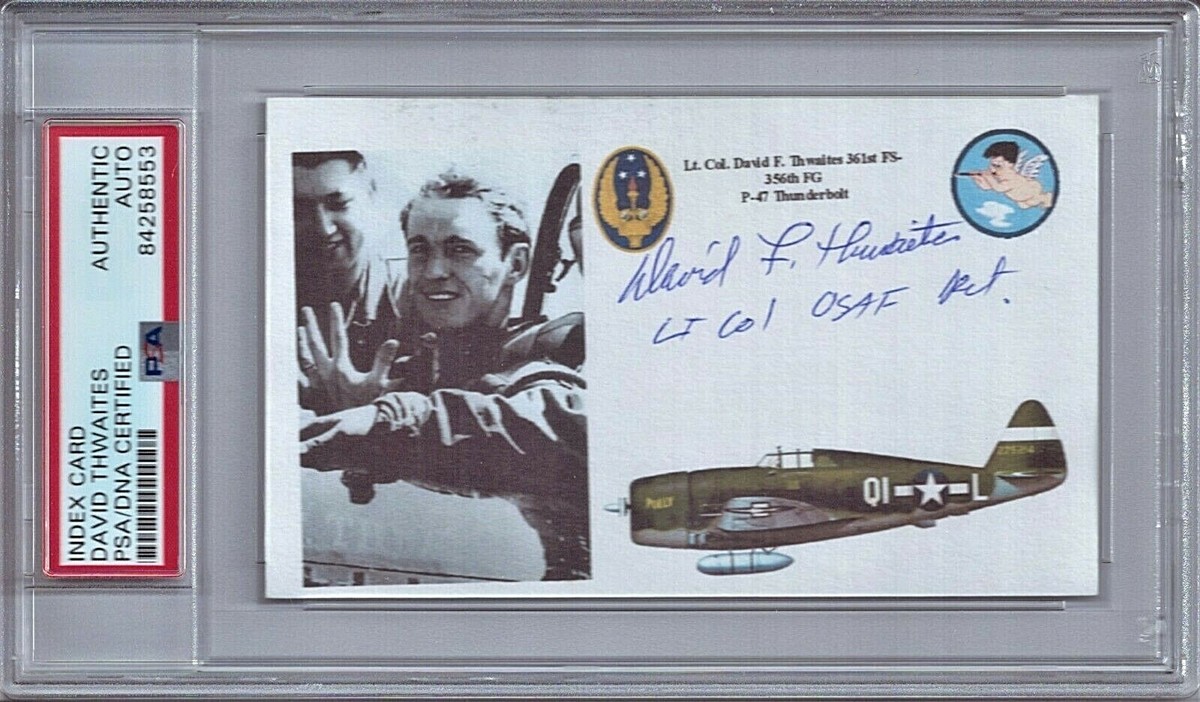 INDEX CARD
DAVID THWAITES
PSA/DNA CERTIFIED
AUTHENTIC
AUTO
84258553
PSA
Lt. Col. David F. Thwaites 361st FS-
356th FG
P-47 Thunderbolt
David F. Thwaites
Lt Col USAF Ret.
POLLY
QI
L